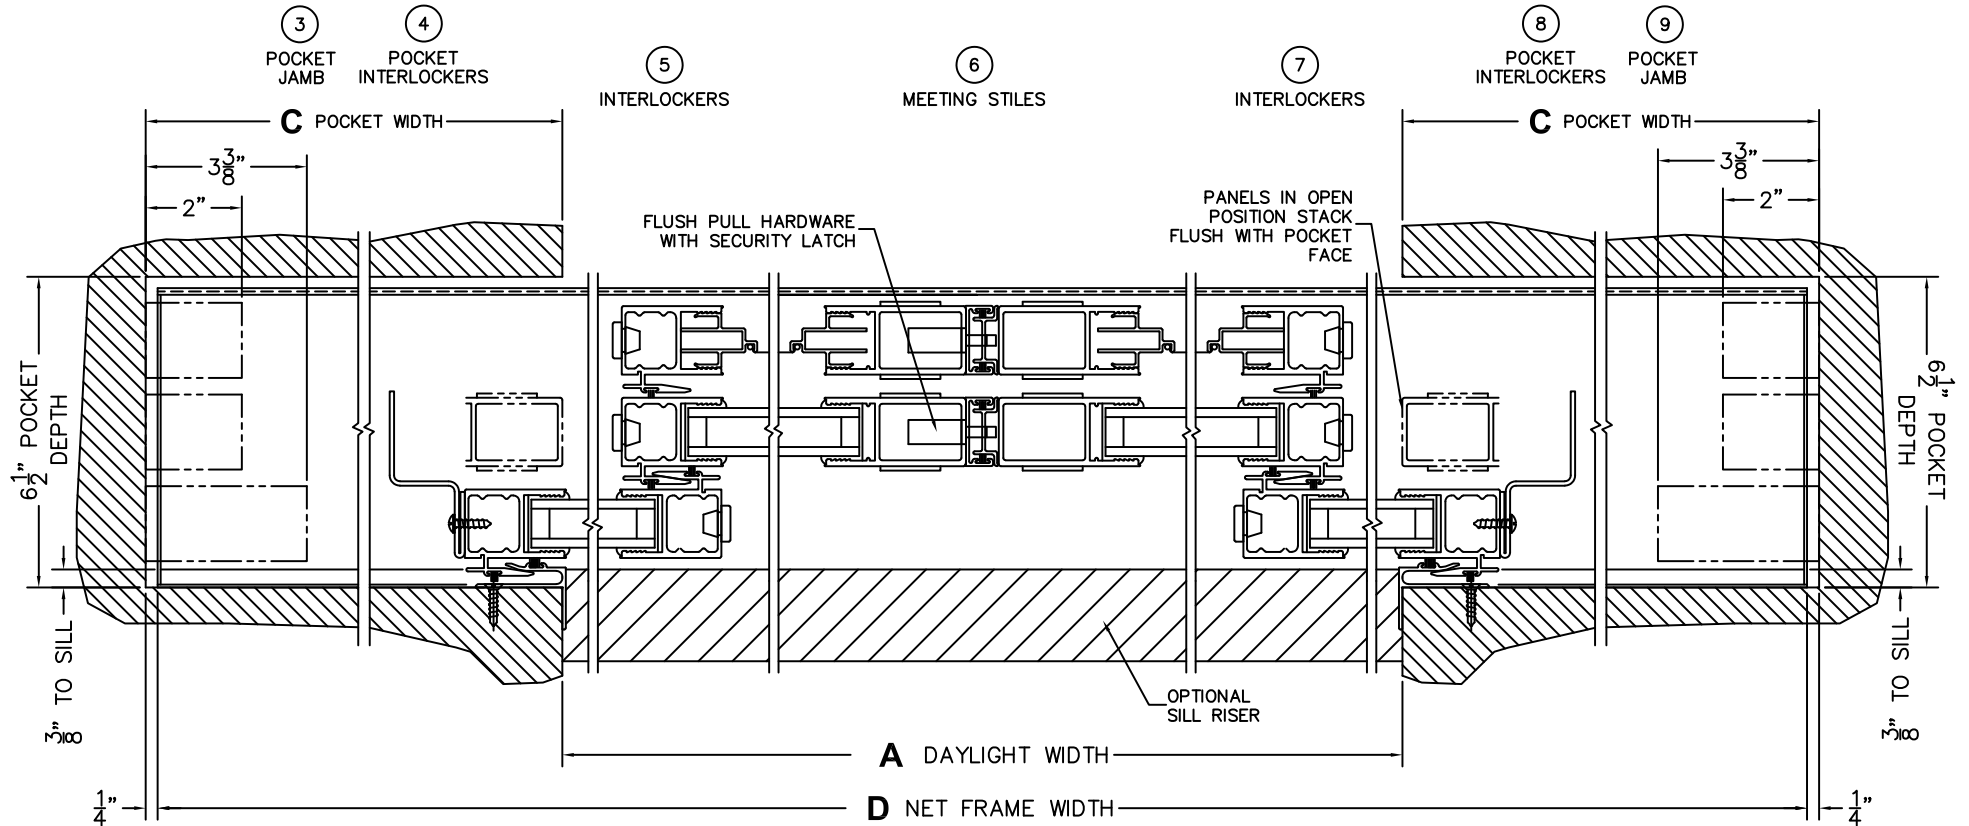 3
POCKET
JAMB
4
POCKET
INTERLOCKERS
5
INTERLOCKERS
6
MEETING STILES
7
INTERLOCKERS
8
POCKET
INTERLOCKERS
9
POCKET
JAMB
C POCKET WIDTH
C POCKET WIDTH
3 3/8"
2"
3 3/8"
2"
FLUSH PULL HARDWARE
WITH SECURITY LATCH
PANELS IN OPEN
POSITION STACK
FLUSH WITH POCKET
FACE
6 1/2" POCKET
DEPTH
6 1/2" POCKET
DEPTH
3/8" TO SILL
3/8" TO SILL
OPTIONAL
SILL RISER
A DAYLIGHT WIDTH
1/4"
D NET FRAME WIDTH
1/4"